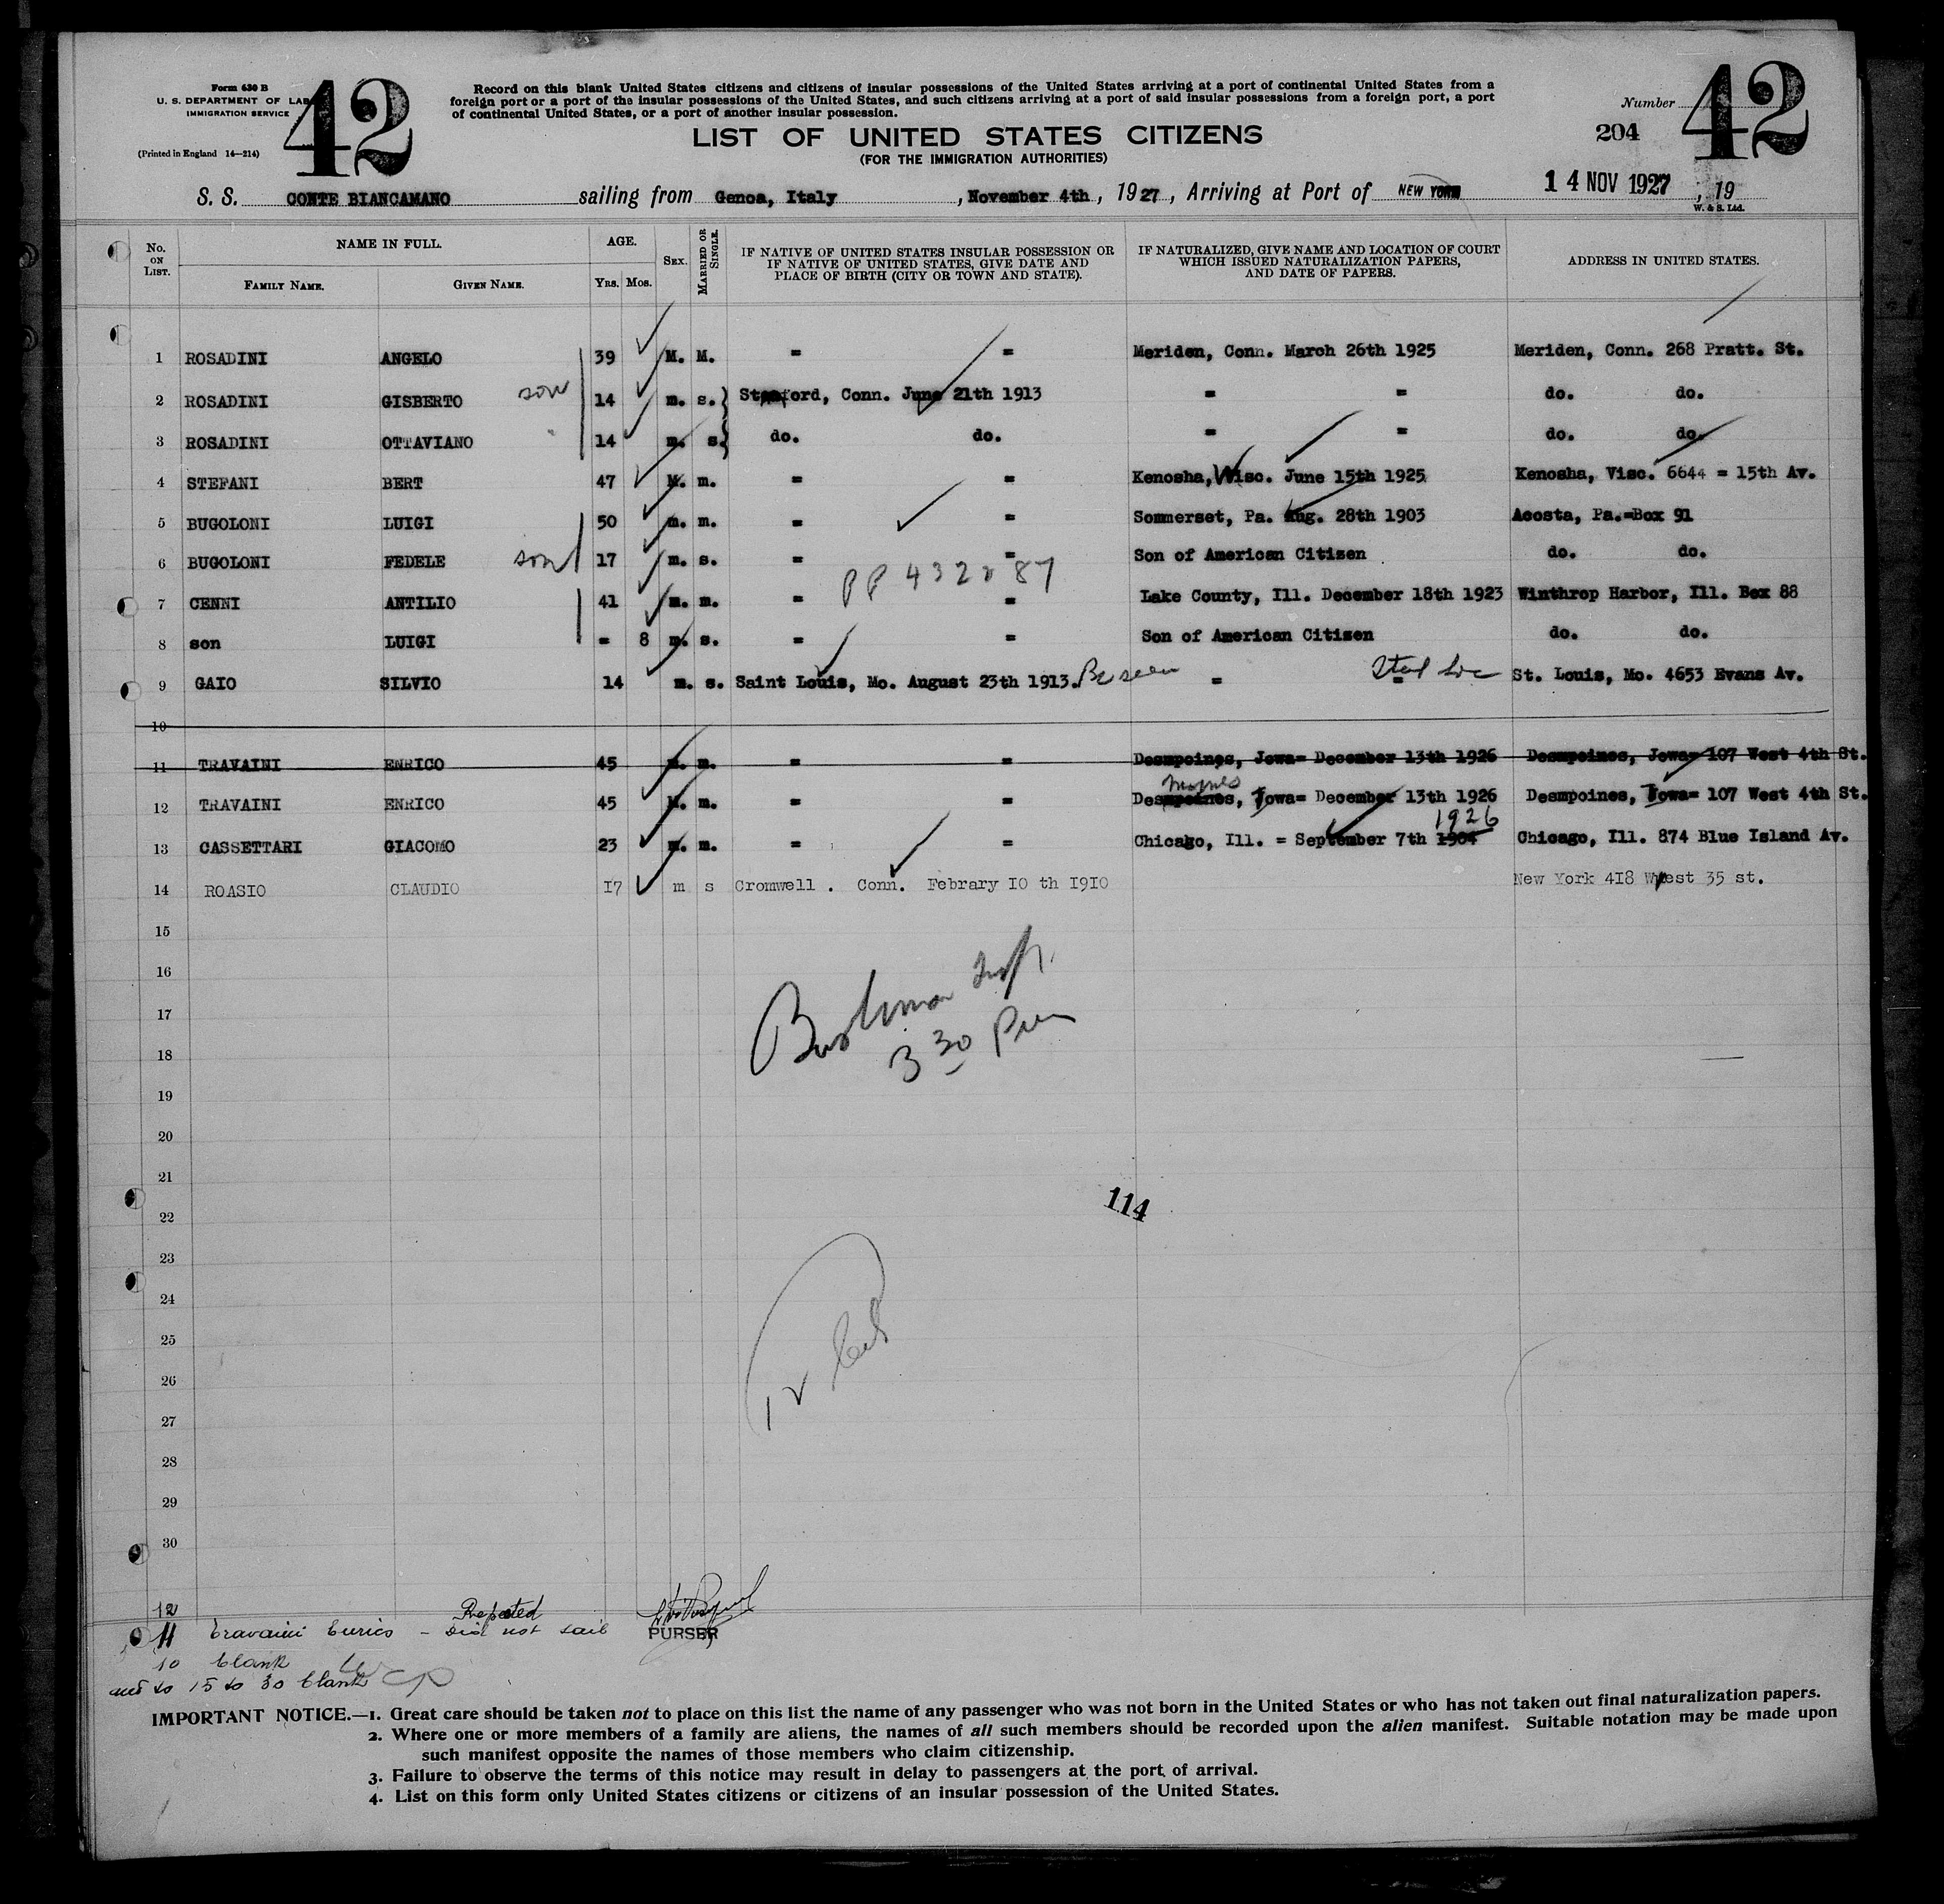 Form 630 B
U. S. DEPARTMENT OF LAB
IMMIGRATION SERVICE
(Printed in England 14—214)
42
Record on this blank United States citizens and citizens of insular possessions of the United States arriving at a port of continental United States from a
foreign port or a port of the insular possessions of the United States, and such citizens arriving at a port of said insular possessions from a foreign port, a port
of continental United States, or a port of another insular possession.
LIST OF UNITED STATES CITIZENS
(FOR THE IMMIGRATION AUTHORITIES)
Number
204
42
S. S. CONTE BIANCAMANO sailing from Genoa, Italy , November 4th , 1927 , Arriving at Port of NEW YORK 14 NOV 1927 , 19
W. & S. Ltd.
No. ON LIST. NAME IN FULL. AGE. SEX. MARRIED OR SINGLE. IF NATIVE OF UNITED STATES INSULAR POSSESSION OR IF NATIVE OF UNITED STATES, GIVE DATE AND PLACE OF BIRTH (CITY OR TOWN AND STATE). IF NATURALIZED, GIVE NAME AND LOCATION OF COURT WHICH ISSUED NATURALIZATION PAPERS, AND DATE OF PAPERS. ADDRESS IN UNITED STATES.
FAMILY NAME. GIVEN NAME. YRS. MOS.
1 ROSADINI ANGELO 39 M. M. = = Meriden, Conn. March 26th 1925 Meriden, Conn. 268 Pratt. St.
2 ROSADINI GISBERTO son 14 m. s. Stamford, Conn. June 21th 1913 = = do. do.
3 ROSADINI OTTAVIANO " 14 m. s. do. do. = = do. do.
4 STEFANI BERT 47 M. m. = = Kenosha, Wisc. June 15th 1925 Kenosha, Visc. 6644 = 15th Av.
5 BUGOLONI LUIGI 50 m. m. = = Sommerset, Pa. Aug. 28th 1903 Acosta, Pa.=Box 91
6 BUGOLONI FEDELE son 17 m. s. = = Son of American Citizen do. do.
PP 432287
7 CENNI ANTILIO 41 m. m. = = Lake County, Ill. December 18th 1923 Winthrop Harbor, Ill. Box 88
8 son LUIGI = 8 m. s. = = Son of American Citizen do. do.
9 GAIO SILVIO 14 m. s. Saint Louis, Mo. August 23th 1913. = = St. Louis, Mo. 4653 Evans Av.
10
11 TRAVAINI ENRICO 45 m. m. = = Desmpoines, Jowa= December 13th 1926 Desmpoines, Jowa= 107 West 4th St.
Moines
12 TRAVAINI ENRICO 45 M. m. = = Desmpoines, Iowa= December 13th 1926 Desmpoines, Iowa= 107 West 4th St.
1926
13 CASSETTARI GIACOMO 23 m. m. = = Chicago, Ill. = September 7th 1904 Chicago, Ill. 874 Blue Island Av.
14 ROASIO CLAUDIO I7 m s Cromwell . Conn. Febrary IO th I9IO New York 4I8 West 35 st.
15
16
17
3 30
18
19
20
21
114
22
23
24
25
26
27
28
29
30
12 Repeated
11 Travaini Enrico - Did not sail PURSER
10 blank
and to 15 to 30 blank
IMPORTANT NOTICE.—1. Great care should be taken not to place on this list the name of any passenger who was not born in the United States or who has not taken out final naturalization papers.
2. Where one or more members of a family are aliens, the names of all such members should be recorded upon the alien manifest. Suitable notation may be made upon
such manifest opposite the names of those members who claim citizenship.
3. Failure to observe the terms of this notice may result in delay to passengers at the port of arrival.
4. List on this form only United States citizens or citizens of an insular possession of the United States.